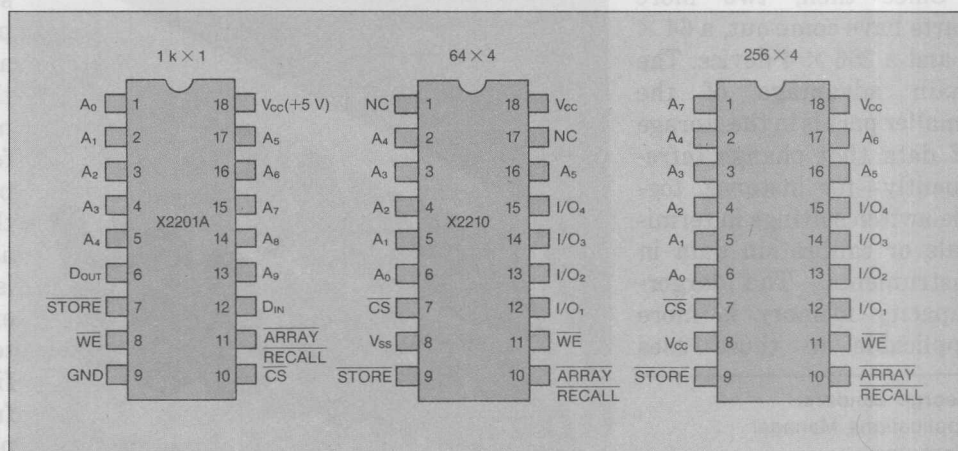 1 k × 1
A₀ 1 18 V_CC(+5 V)
A₁ 2 17 A₅
A₂ 3 16 A₆
A₃ 4 15 A₇
X2201A
A₄ 5 14 A₈
D_OUT 6 13 A₉
STORE 7 12 D_IN
WE 8 11 ARRAY
RECALL
GND 9 10 CS
64 × 4
NC 1 18 V_CC
A₄ 2 17 NC
A₃ 3 16 A₅
A₂ 4 15 I/O₄
X2210
A₁ 5 14 I/O₃
A₀ 6 13 I/O₂
CS 7 12 I/O₁
V_SS 8 11 WE
STORE 9 10 ARRAY
RECALL
256 × 4
A₇ 1 18 V_CC
A₄ 2 17 A₆
A₃ 3 16 A₅
A₂ 4 15 I/O₄
A₁ 5 14 I/O₃
A₀ 6 13 I/O₂
CS 7 12 I/O₁
V_CC 8 11 WE
STORE 9 10 ARRAY
RECALL